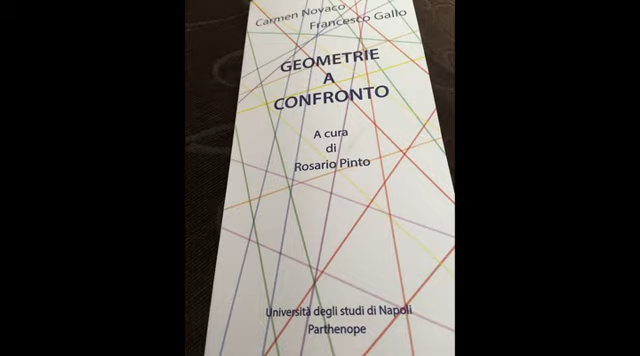 Carmen Novaco
Francesco Gallo
GEOMETRIE
A
CONFRONTO
A cura
di
Rosario Pinto
Università degli studi di Napoli
Parthenope